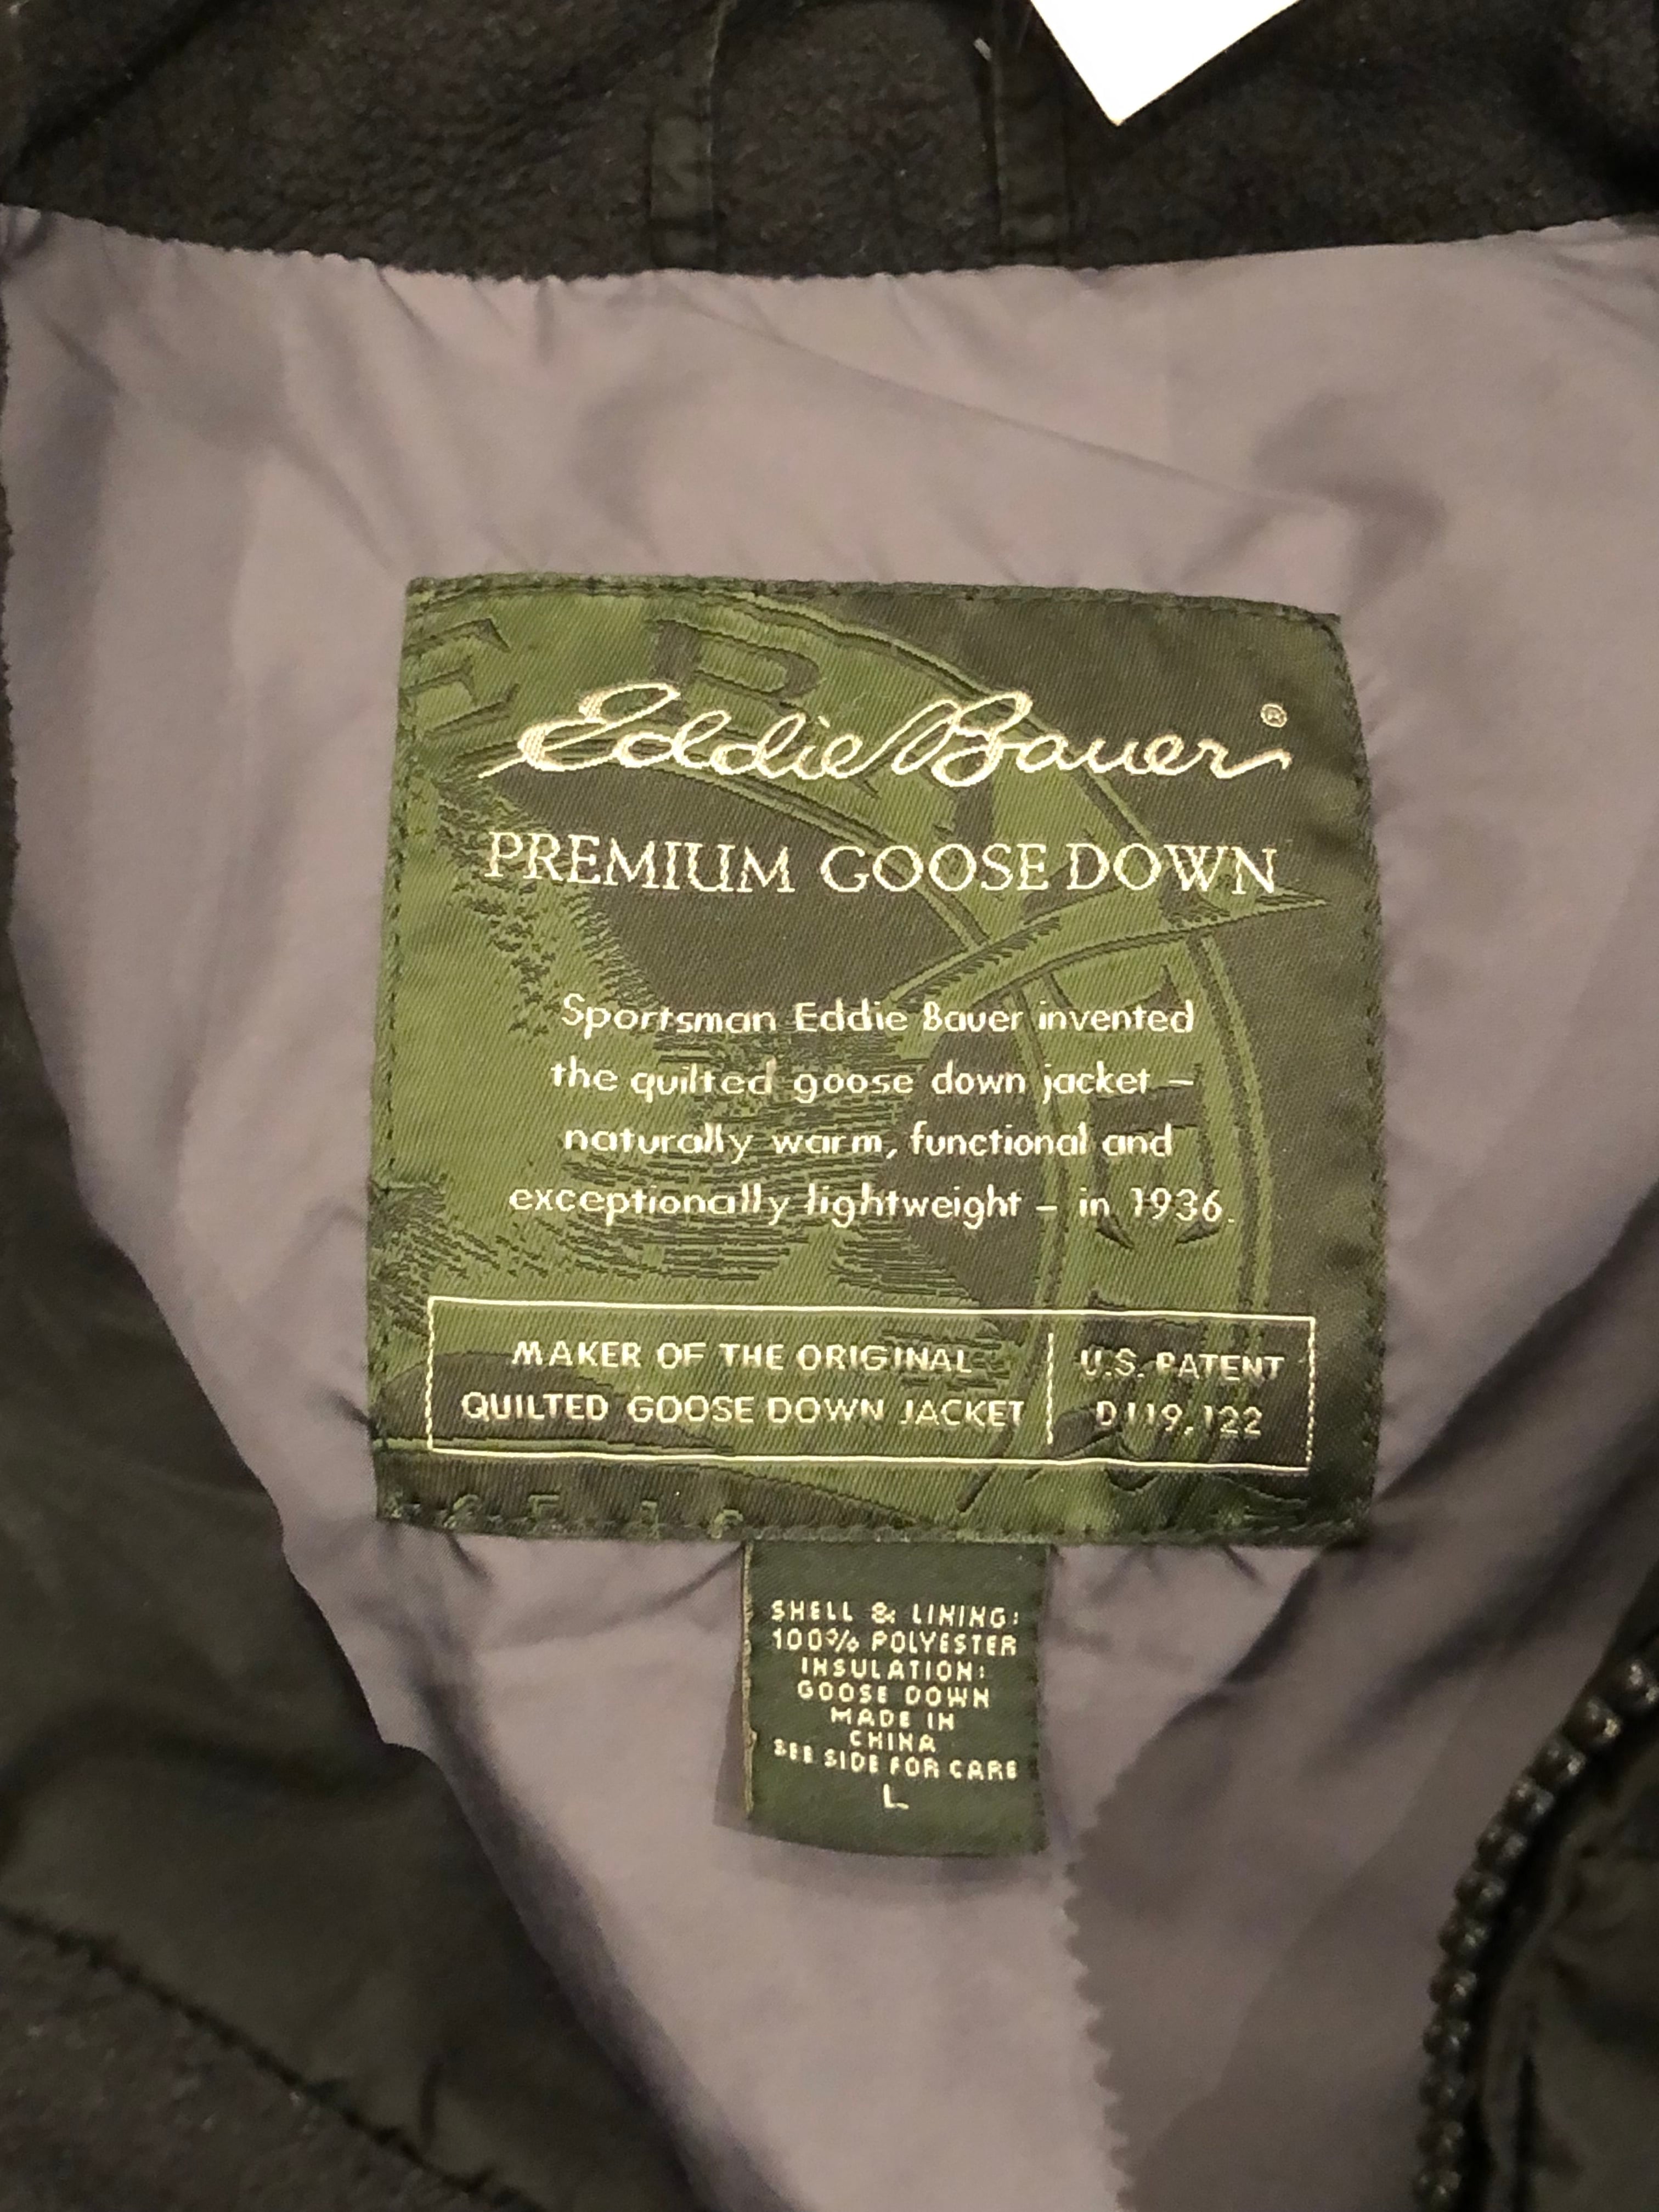 Eddie Bauer®
PREMIUM GOOSE DOWN
Sportsman Eddie Bauer invented
the quilted goose down jacket –
naturally warm, functional and
exceptionally lightweight – in 1936.
MAKER OF THE ORIGINAL
QUILTED GOOSE DOWN JACKET
U.S. PATENT
D119,122
SHELL & LINING:
100% POLYESTER
INSULATION:
GOOSE DOWN
MADE IN
CHINA
SEE SIDE FOR CARE
L